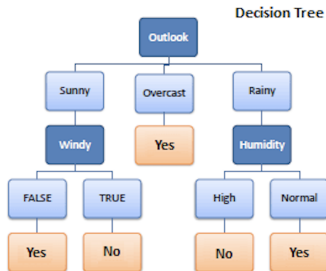 Decision Tree
Outlook
Sunny
Overcast
Rainy
Windy
Yes
Humidity
FALSE
TRUE
High
Normal
Yes
No
No
Yes